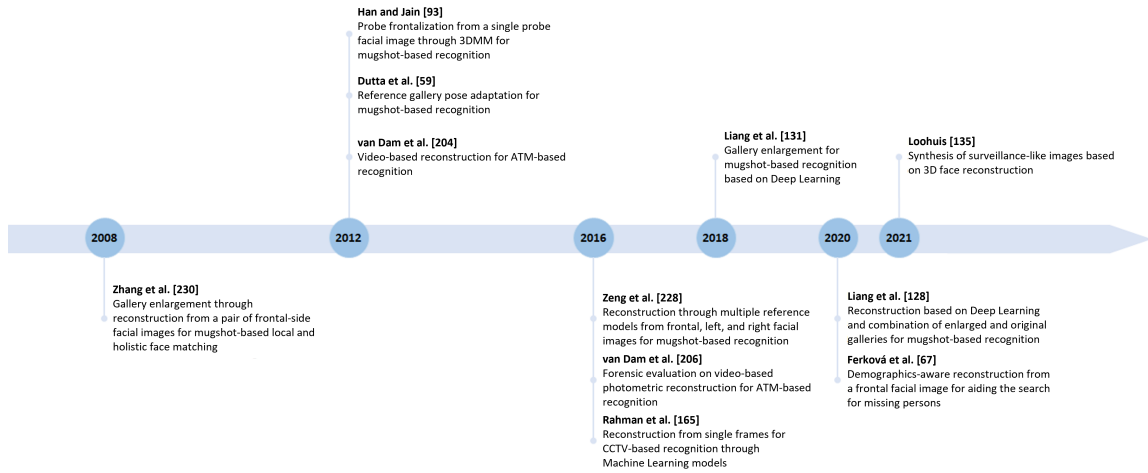 Han and Jain [93]
Probe frontalization from a single probe
facial image through 3DMM for
mugshot-based recognition
Dutta et al. [59]
Reference gallery pose adaptation for
mugshot-based recognition
van Dam et al. [204]
Video-based reconstruction for ATM-based
recognition
Liang et al. [131]
Gallery enlargement for
mugshot-based recognition
based on Deep Learning
Loohuis [135]
Synthesis of surveillance-like images based
on 3D face reconstruction
2008
2012
2016
2018
2020
2021
Zhang et al. [230]
Gallery enlargement through
reconstruction from a pair of frontal-side
facial images for mugshot-based local and
holistic face matching
Zeng et al. [228]
Reconstruction through multiple reference
models from frontal, left, and right facial
images for mugshot-based recognition
van Dam et al. [206]
Forensic evaluation on video-based
photometric reconstruction for ATM-based
recognition
Rahman et al. [165]
Reconstruction from single frames for
CCTV-based recognition through
Machine Learning models
Liang et al. [128]
Reconstruction based on Deep Learning
and combination of enlarged and original
galleries for mugshot-based recognition
Ferková et al. [67]
Demographics-aware reconstruction from
a frontal facial image for aiding the search
for missing persons